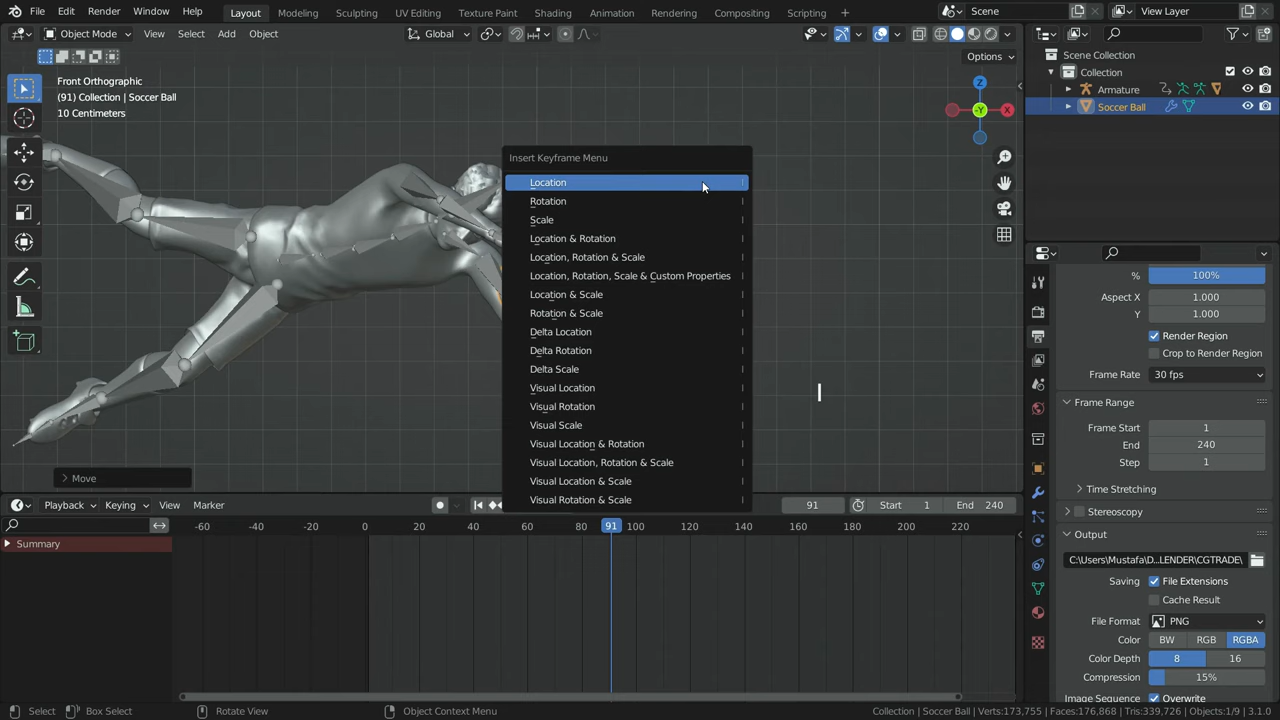 File Edit Render Window Help Layout Modeling Sculpting UV Editing Texture Paint Shading Animation Rendering Compositing Scripting + Scene View Layer
Object Mode View Select Add Object Global
Options
Front Orthographic
(91) Collection | Soccer Ball
10 Centimeters
Z
-Y
X
Insert Keyframe Menu
Location I
Rotation I
Scale I
Location & Rotation I
Location, Rotation & Scale I
Location, Rotation, Scale & Custom Properties I
Location & Scale I
Rotation & Scale I
Delta Location I
Delta Rotation I
Delta Scale I
Visual Location I
Visual Rotation I
Visual Scale I
Visual Location & Rotation I
Visual Location, Rotation & Scale I
Visual Location & Scale I
Visual Rotation & Scale I
I
Move
Playback Keying View Marker 91 Start 1 End 240
-60 -40 -20 0 20 40 60 80 91 100 120 140 160 180 200 220
Summary
Scene Collection
Collection
Armature
Soccer Ball
% 100%
Aspect X 1.000
Y 1.000
Render Region
Crop to Render Region
Frame Rate 30 fps
Frame Range
Frame Start 1
End 240
Step 1
Time Stretching
Stereoscopy
Output
C:\Users\Mustafa\D...LENDER\CGTRADE\
Saving File Extensions
Cache Result
File Format PNG
Color BW RGB RGBA
Color Depth 8 16
Compression 15%
Image Sequence Overwrite
Select Box Select Rotate View Object Context Menu Collection | Soccer Ball | Verts:173,755 | Faces:176,868 | Tris:339,726 | Objects:1/9 | 3.1.0